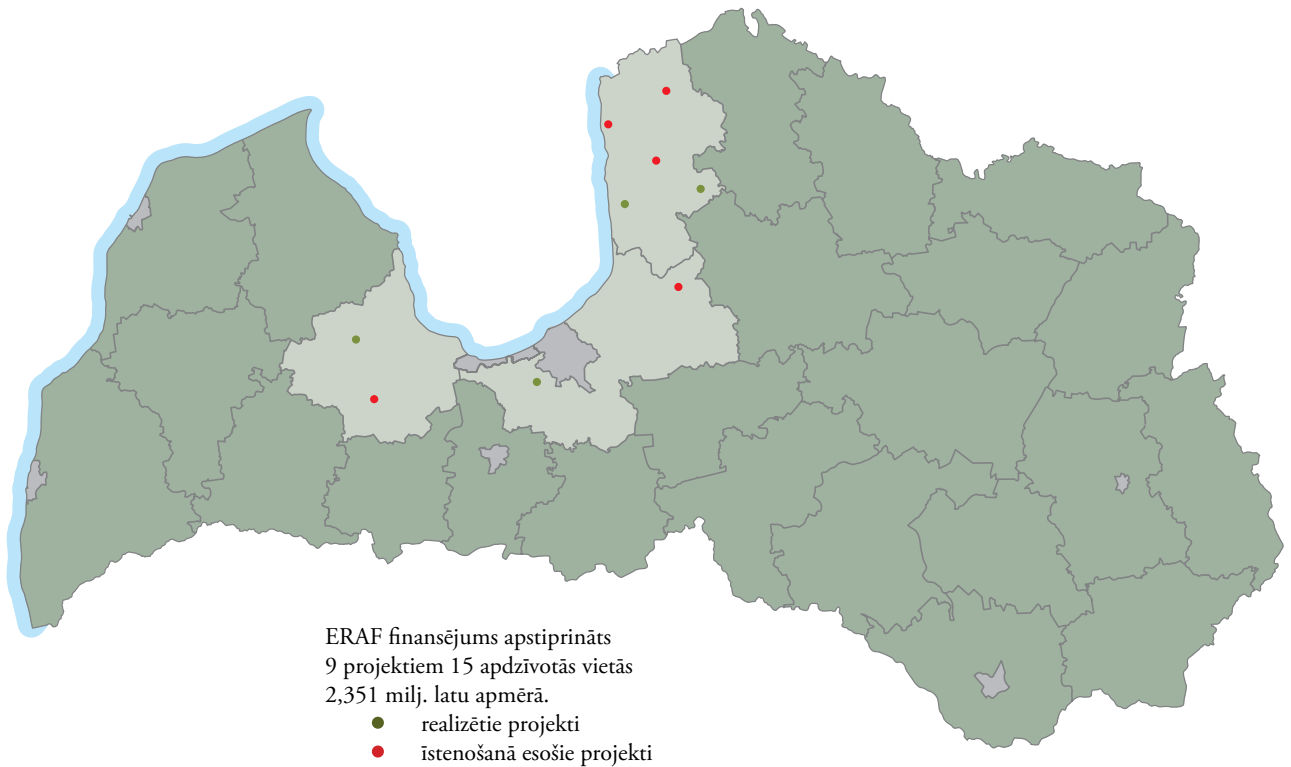 ERAF finansējums apstiprināts
9 projektiem 15 apdzīvotās vietās
2,351 milj. latu apmērā.
realizētie projekti
īstenošanā esošie projekti